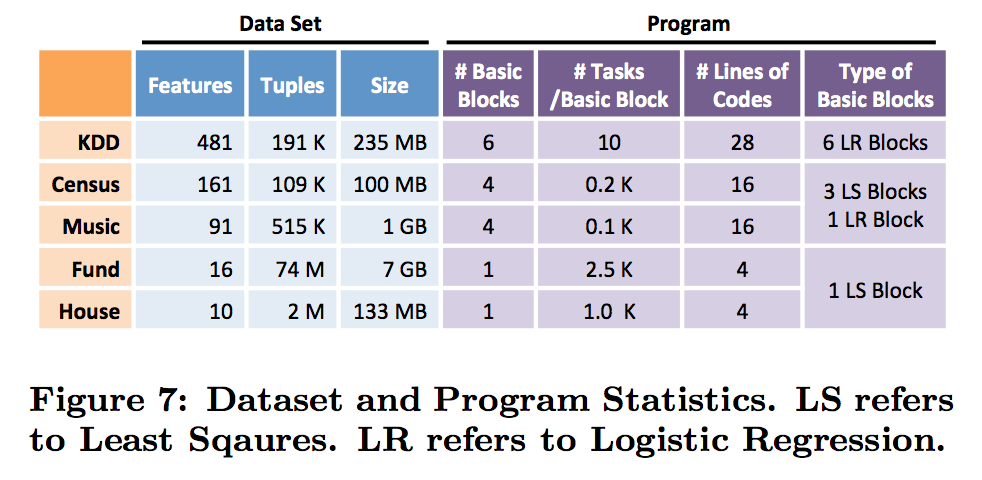 Data Set Program
Features Tuples Size # Basic Blocks # Tasks /Basic Block # Lines of Codes Type of Basic Blocks
KDD 481 191 K 235 MB 6 10 28 6 LR Blocks
Census 161 109 K 100 MB 4 0.2 K 16 3 LS Blocks
Music 91 515 K 1 GB 4 0.1 K 16 1 LR Block
Fund 16 74 M 7 GB 1 2.5 K 4 1 LS Block
House 10 2 M 133 MB 1 1.0 K 4
Figure 7: Dataset and Program Statistics. LS refers
to Least Sqaures. LR refers to Logistic Regression.